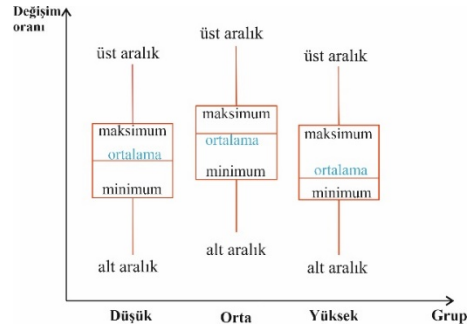 Değişim
oranı
üst aralık
maksimum
ortalama
minimum
alt aralık
üst aralık
maksimum
ortalama
minimum
alt aralık
üst aralık
maksimum
ortalama
minimum
alt aralık
Düşük
Orta
Yüksek
Grup